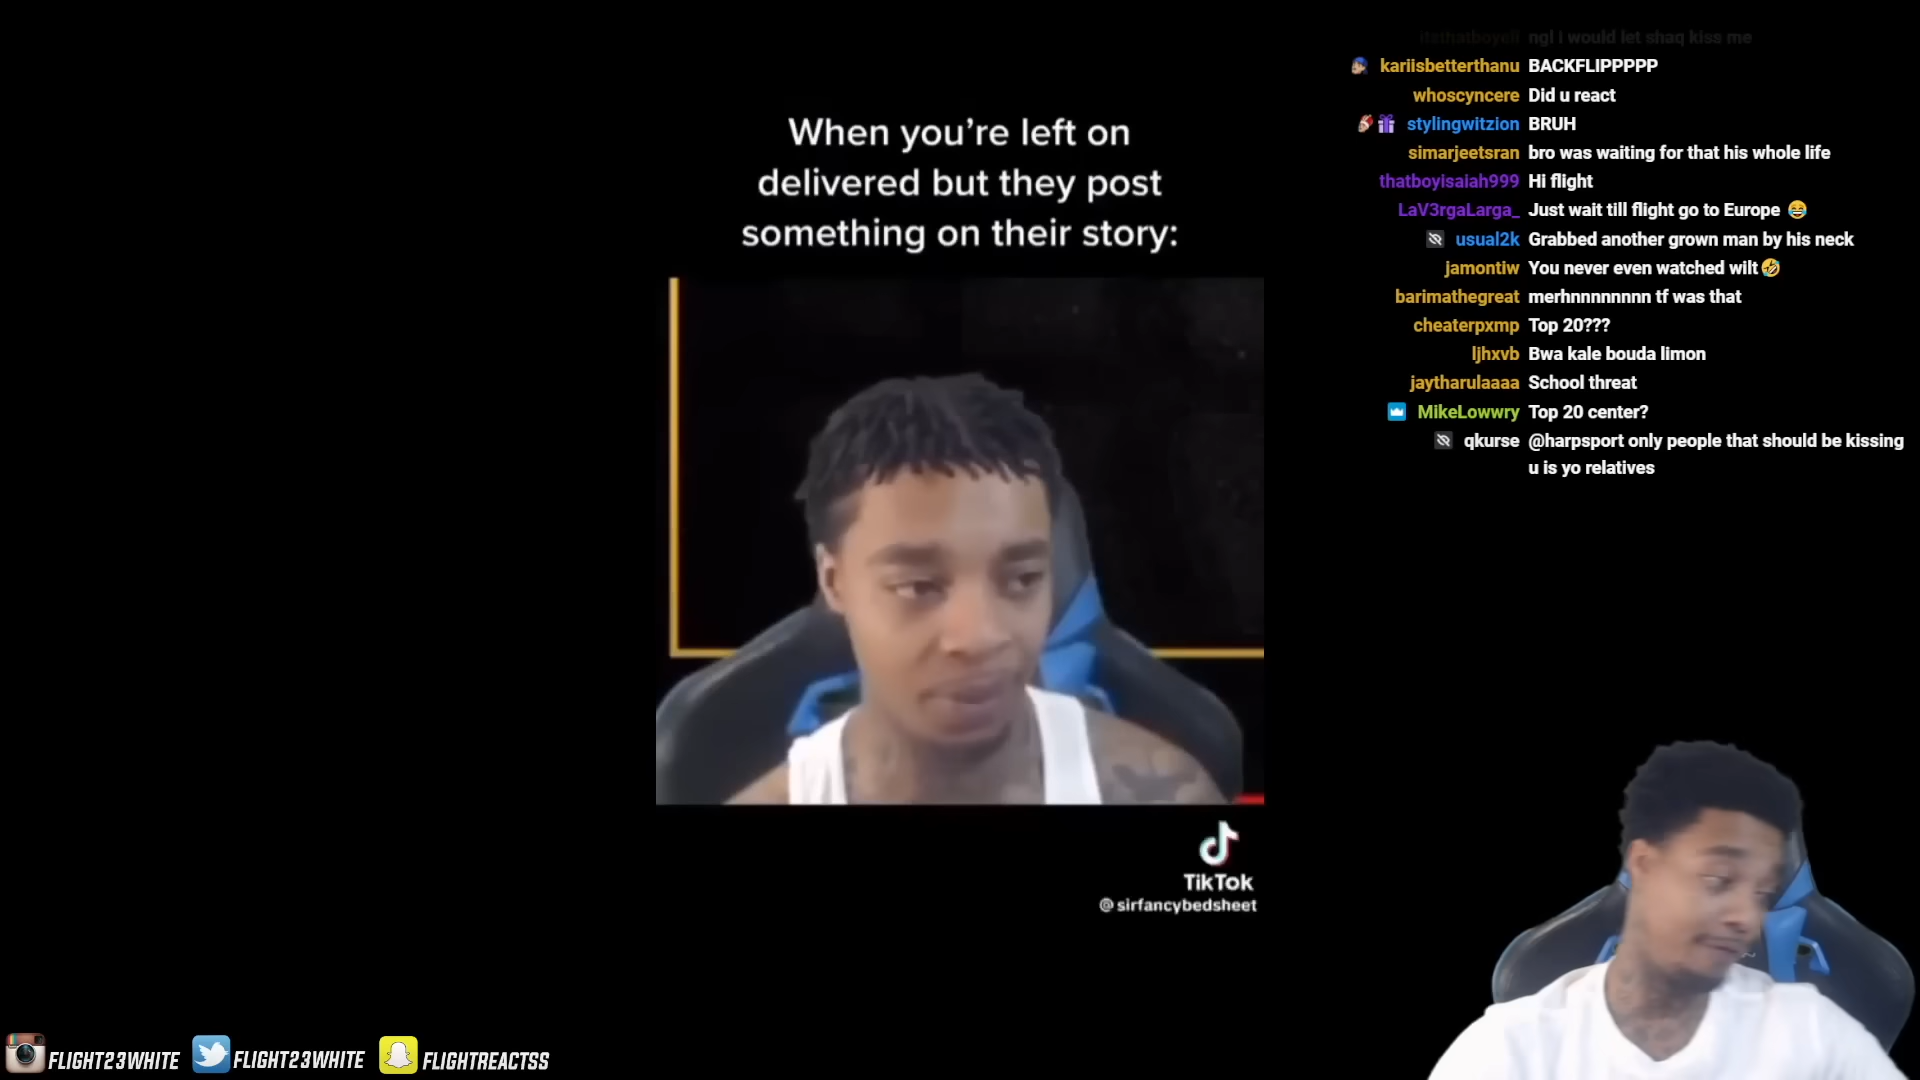 When you're left on
delivered but they post
something on their story:
TikTok
@sirfancybedsheet
itsthatboyeli ngl i would let shaq kiss me
kariisbetterthanu BACKFLIPPPPP
whoscyncere Did u react
stylingwitzion BRUH
simarjeetsran bro was waiting for that his whole life
thatboyisaiah999 Hi flight
LaV3rgaLarga_ Just wait till flight go to Europe 😂
usual2k Grabbed another grown man by his neck
jamontiw You never even watched wilt🤣
barimathegreat merhnnnnnnnn tf was that
cheaterpxmp Top 20???
ljhxvb Bwa kale bouda limon
jaytharulaaaa School threat
MikeLowwry Top 20 center?
qkurse @harpsport only people that should be kissing
u is yo relatives
FLIGHT23WHITE FLIGHT23WHITE FLIGHTREACTSS